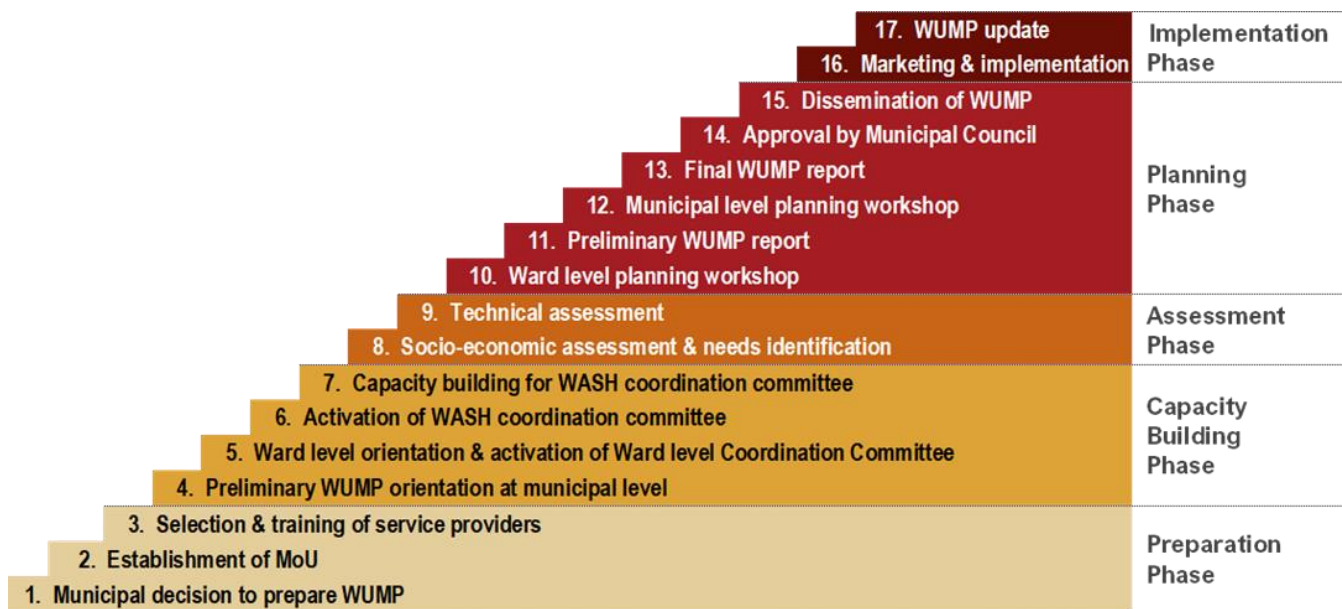 17. WUMP update
16. Marketing & implementation
Implementation
Phase
15. Dissemination of WUMP
14. Approval by Municipal Council
13. Final WUMP report
12. Municipal level planning workshop
11. Preliminary WUMP report
10. Ward level planning workshop
Planning
Phase
9. Technical assessment
8. Socio-economic assessment & needs identification
Assessment
Phase
7. Capacity building for WASH coordination committee
6. Activation of WASH coordination committee
5. Ward level orientation & activation of Ward level Coordination Committee
4. Preliminary WUMP orientation at municipal level
Capacity
Building
Phase
3. Selection & training of service providers
2. Establishment of MoU
1. Municipal decision to prepare WUMP
Preparation
Phase